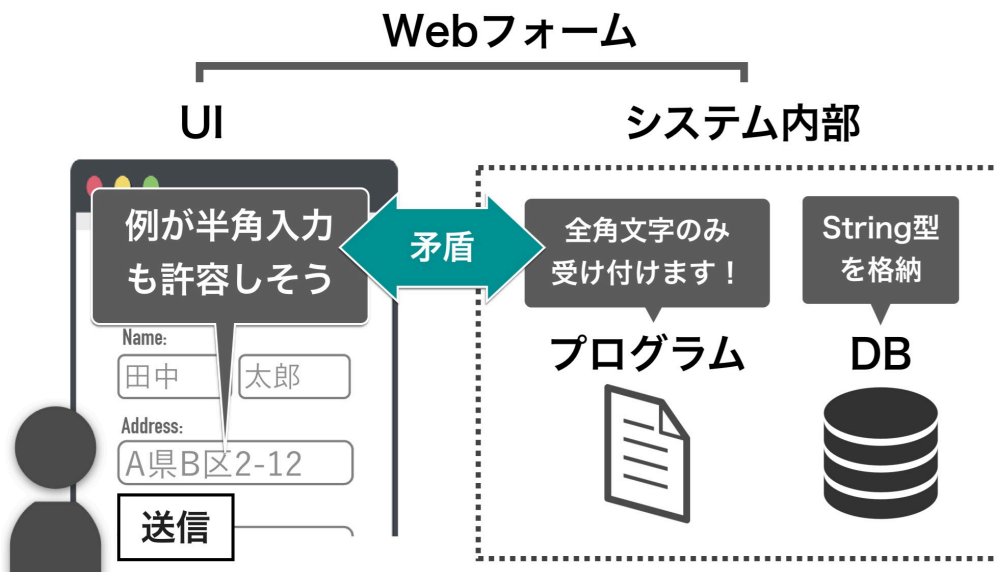 Webフォーム
UI
システム内部
例が半角入力
も許容しそう
矛盾
全角文字のみ
受け付けます！
String型
を格納
プログラム
DB
Name:
田中
太郎
Address:
A県B区2-12
送信